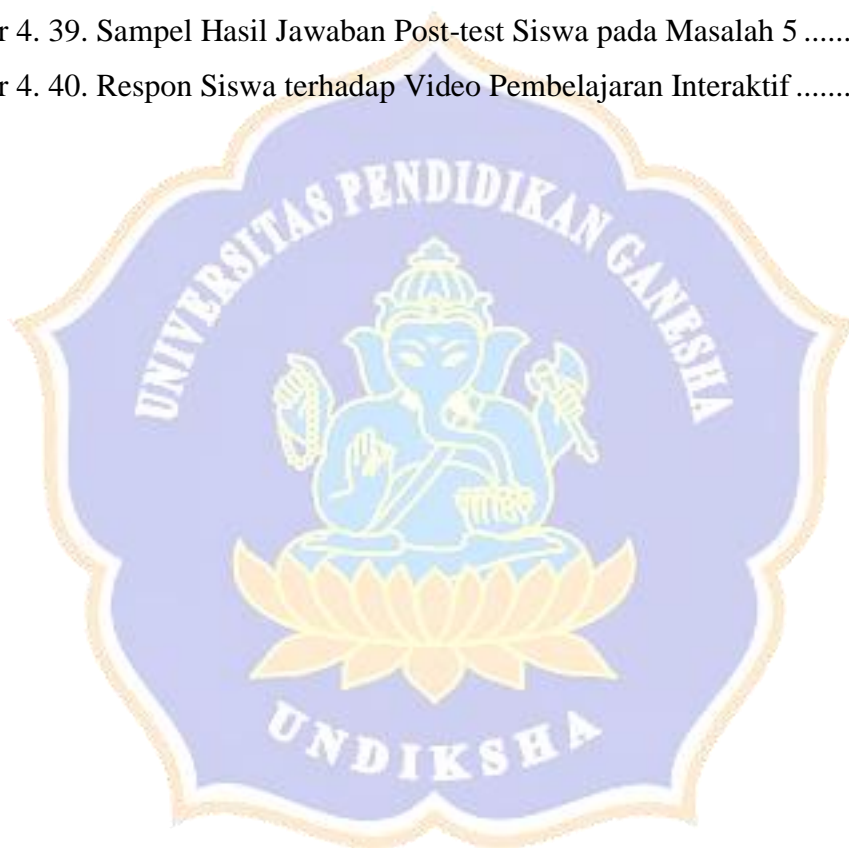 r 4. 39. Sampel Hasil Jawaban Post-test Siswa pada Masalah 5 ......
r 4. 40. Respon Siswa terhadap Video Pembelajaran Interaktif .......
UNIVERSITAS PENDIDIKAN GANESHA
UNDIKSHA